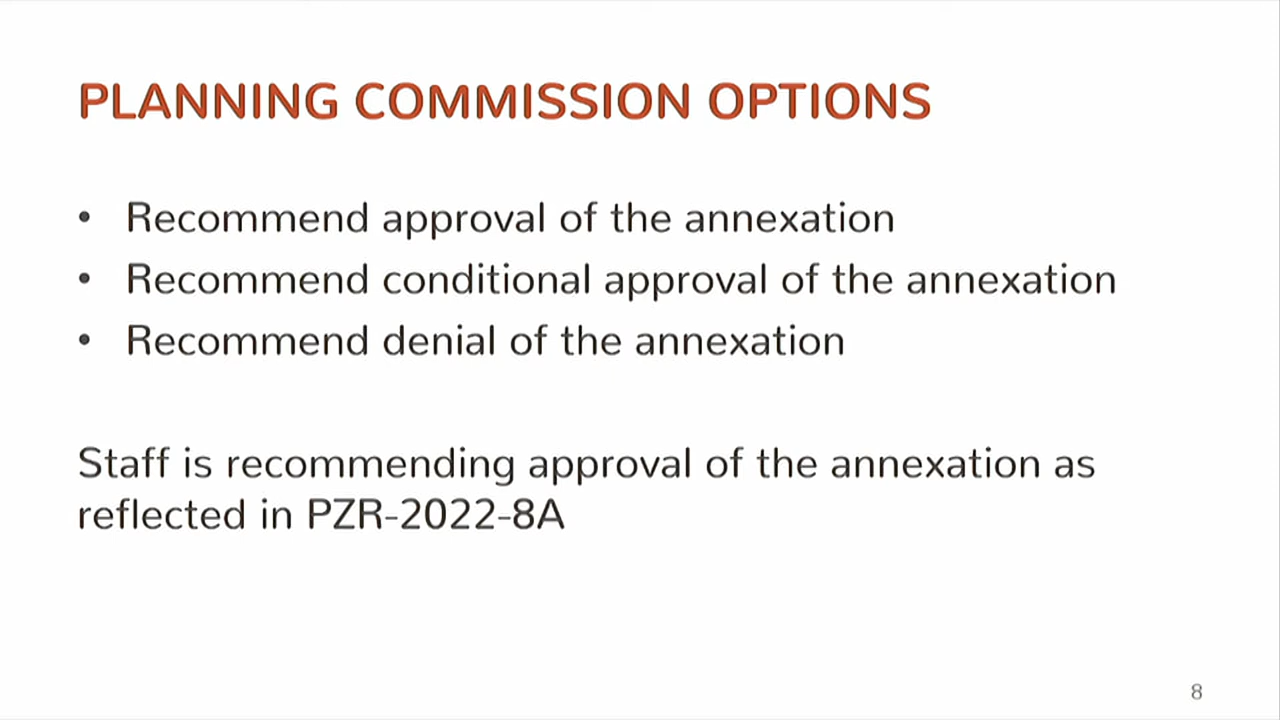 PLANNING COMMISSION OPTIONS
• Recommend approval of the annexation
• Recommend conditional approval of the annexation
• Recommend denial of the annexation
Staff is recommending approval of the annexation as
reflected in PZR-2022-8A
8